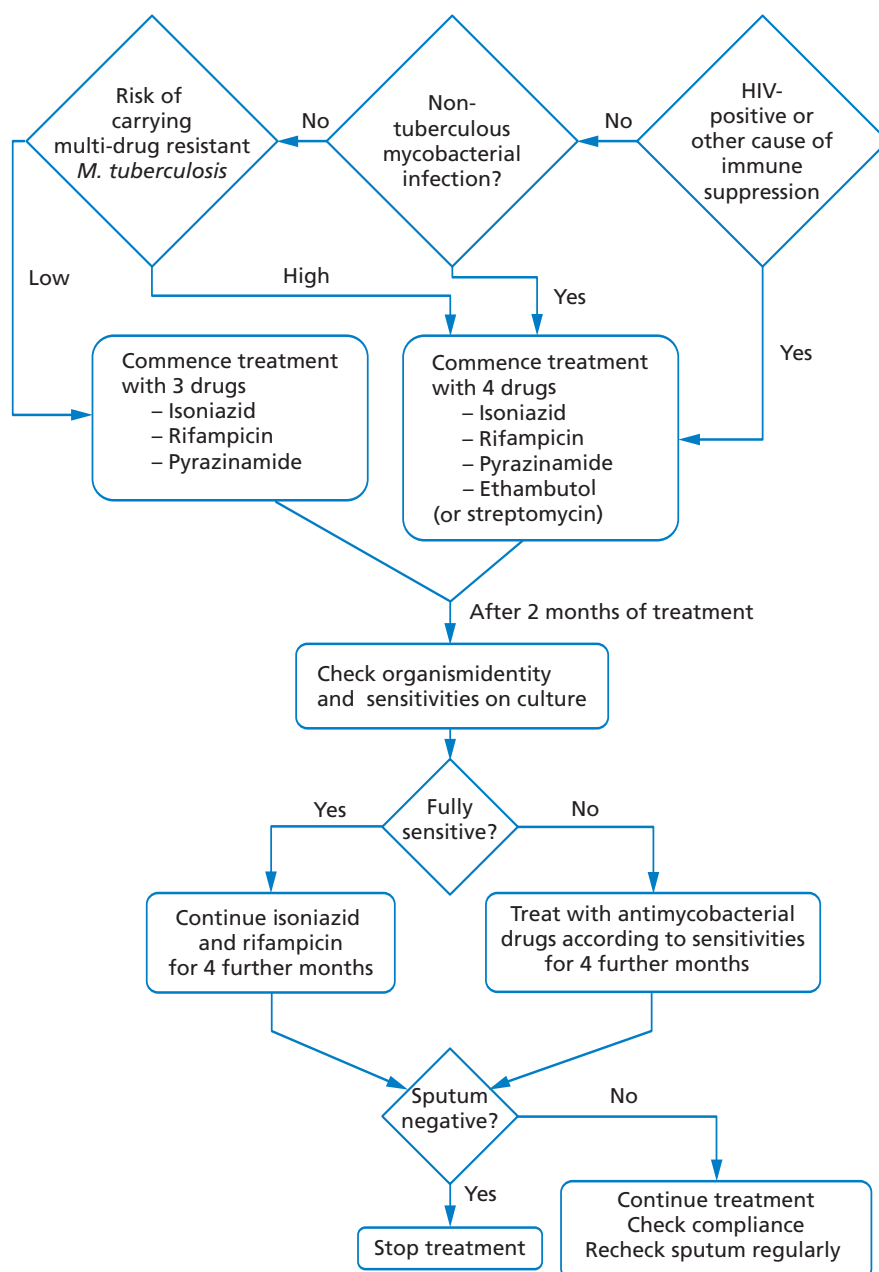 Risk of
carrying
multi-drug resistant
M. tuberculosis
No
Non-
tuberculous
mycobacterial
infection?
No
HIV-
positive or
other cause of
immune
suppression
Low
High
Yes
Yes
Commence treatment
with 3 drugs
– Isoniazid
– Rifampicin
– Pyrazinamide
Commence treatment
with 4 drugs
– Isoniazid
– Rifampicin
– Pyrazinamide
– Ethambutol
(or streptomycin)
After 2 months of treatment
Check organismidentity
and sensitivities on culture
Yes
Fully
sensitive?
No
Continue isoniazid
and rifampicin
for 4 further months
Treat with antimycobacterial
drugs according to sensitivities
for 4 further months
Sputum
negative?
No
Yes
Stop treatment
Continue treatment
Check compliance
Recheck sputum regularly